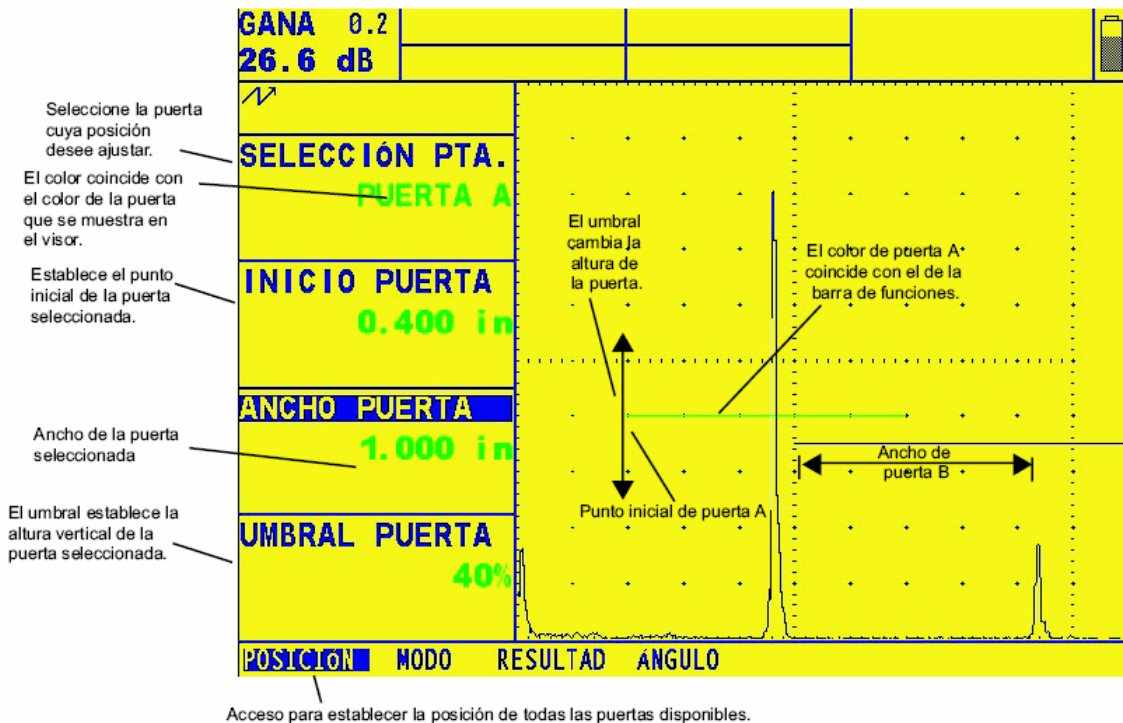 GANA 0.2
26.6 dB
Seleccione la puerta
cuya posición
desee ajustar.
El color coincide con
el color de la puerta
que se muestra en
el visor.
Establece el punto
inicial de la puerta
seleccionada.
Ancho de la puerta
seleccionada
El umbral establece la
altura vertical de la
puerta seleccionada.
SELECCIÓN PTA.
PUERTA A
INICIO PUERTA
0.400 in
ANCHO PUERTA
1.000 in
UMBRAL PUERTA
40%
El umbral
cambia la
altura de
la puerta.
El color de puerta A
coincide con el de la
barra de funciones.
Ancho de
puerta B
Punto inicial de puerta A
POSICIÓN MODO RESULTAD ÁNGULO
Acceso para establecer la posición de todas las puertas disponibles.